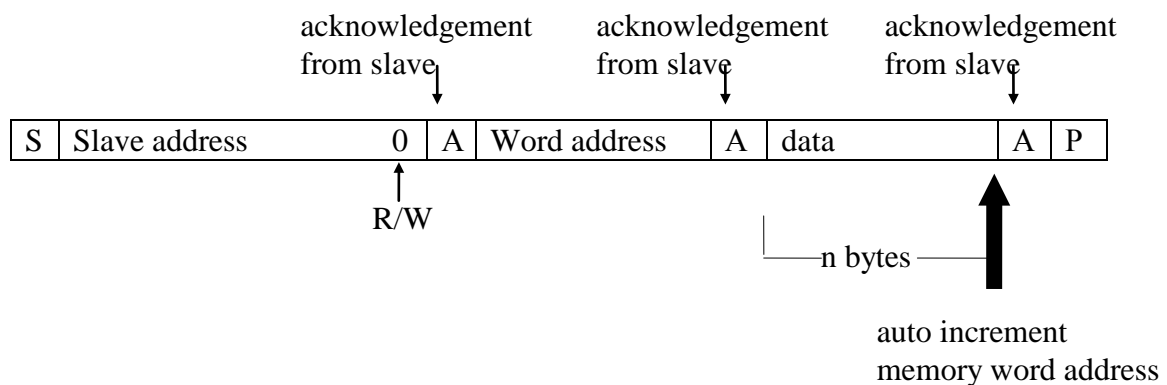 acknowledgement
from slave
acknowledgement
from slave
acknowledgement
from slave
S Slave address 0 A Word address A data A P
R/W
n bytes
auto increment
memory word address